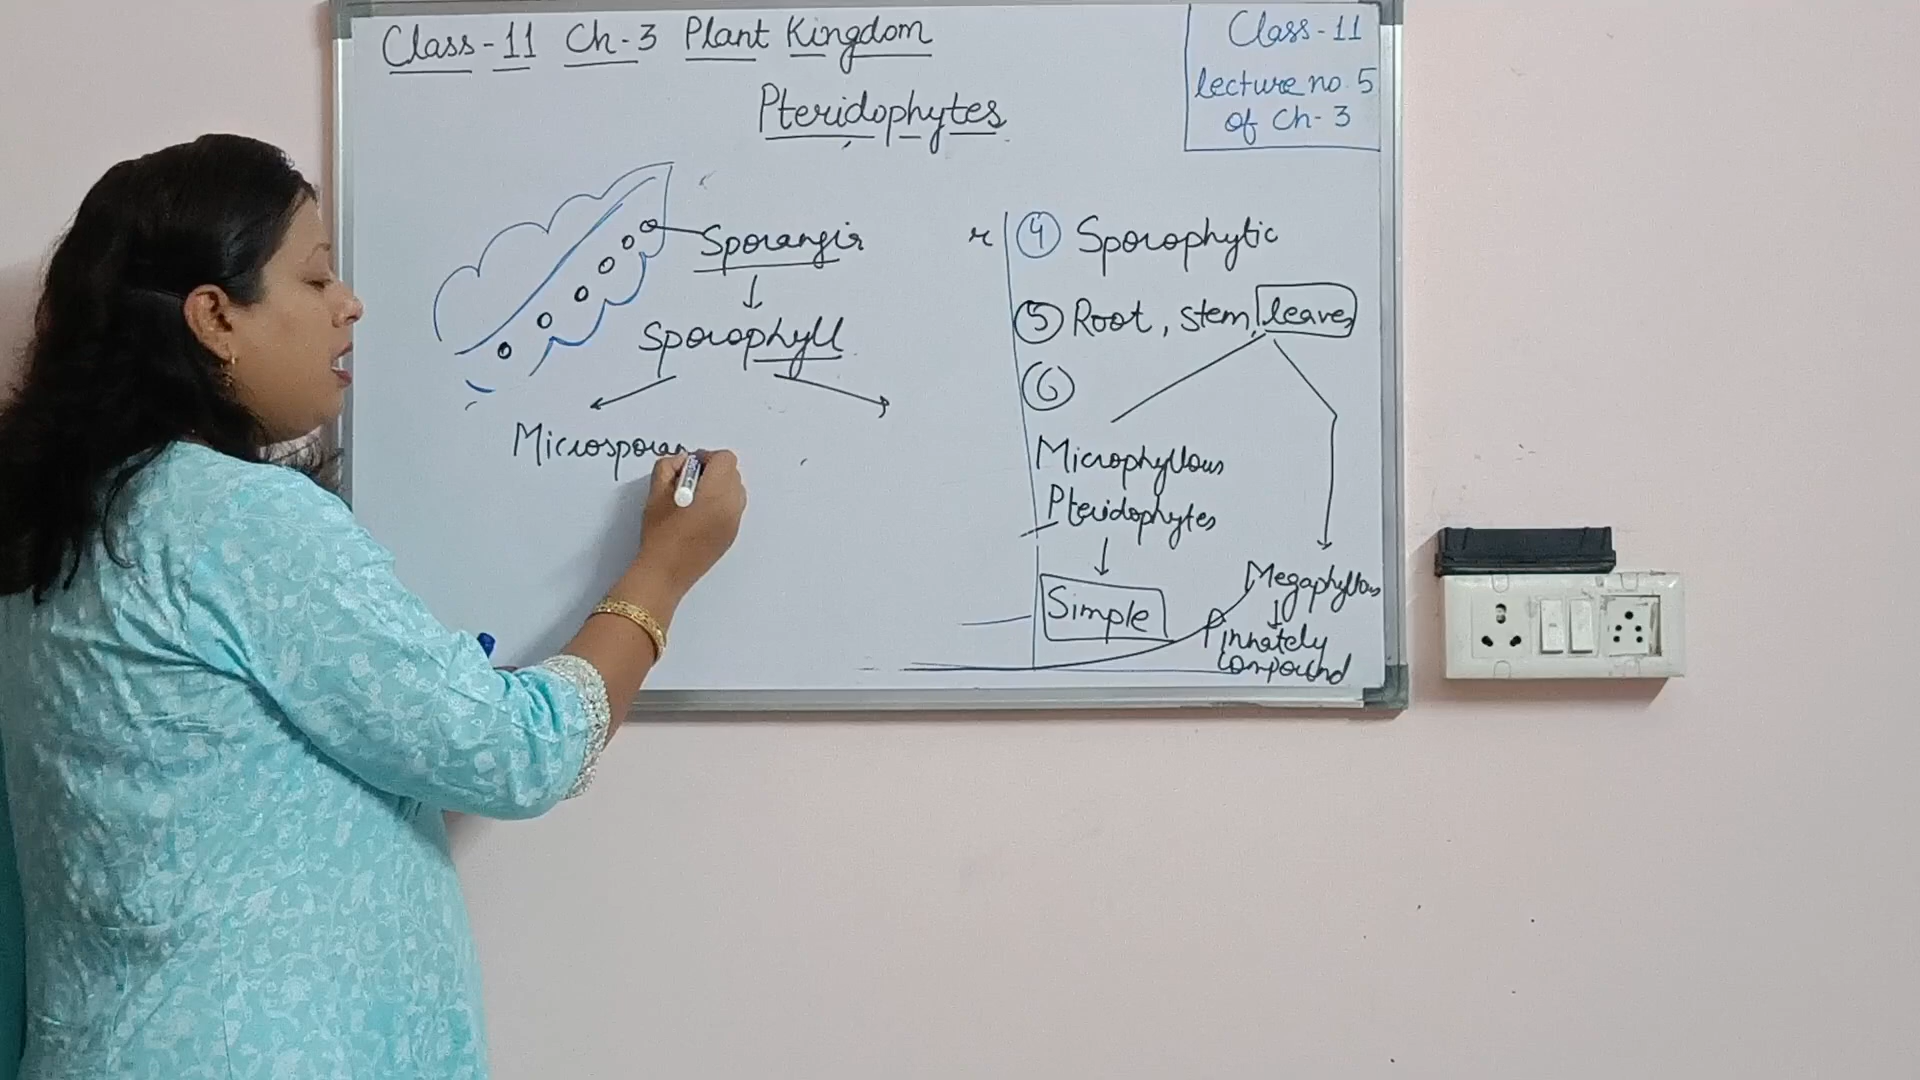 Class-11 Ch-3 Plant Kingdom
Pteridophytes
Class-11
lecture no. 5
of Ch-3
Sporangia
Sporophyll
Microsporan
r
④ Sporophytic
⑤ Root, stem, leaves
⑥
Microphyllous
Pteridophytes
Simple
Megaphyllous
Pinnately
compound